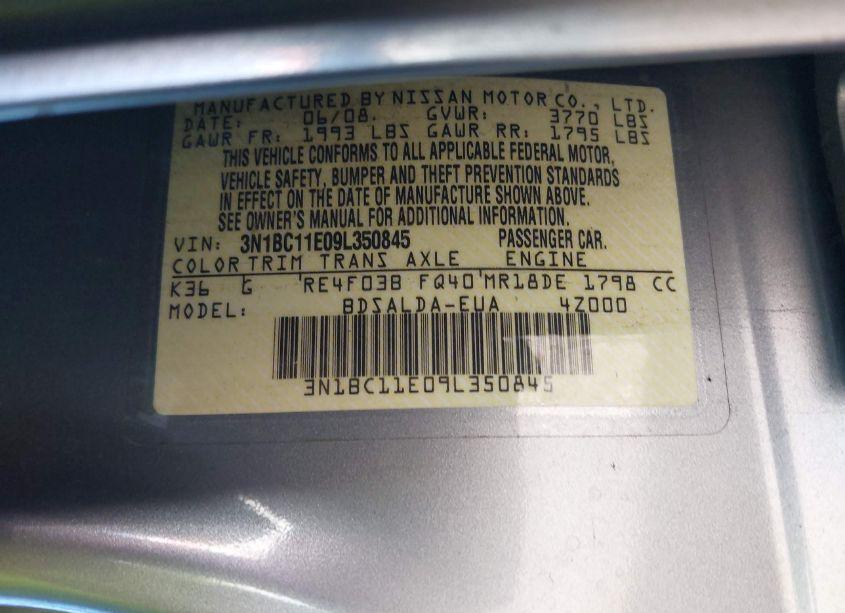 MANUFACTURED BY NISSAN MOTOR CO., LTD.
DATE: 06/08. GVWR: 3770 LBS
GAWR FR: 1993 LBS GAWR RR: 1795 LBS
THIS VEHICLE CONFORMS TO ALL APPLICABLE FEDERAL MOTOR,
VEHICLE SAFETY, BUMPER AND THEFT PREVENTION STANDARDS
IN EFFECT ON THE DATE OF MANUFACTURE SHOWN ABOVE.
SEE OWNER'S MANUAL FOR ADDITIONAL INFORMATION.
VIN: 3N1BC11E09L350845 PASSENGER CAR.
COLOR TRIM TRANS AXLE ENGINE
K36 G RE4F03B FQ40 MR18DE 1798 CC
MODEL: BDSALDA-EUA 4Z000
3N1BC11E09L350845